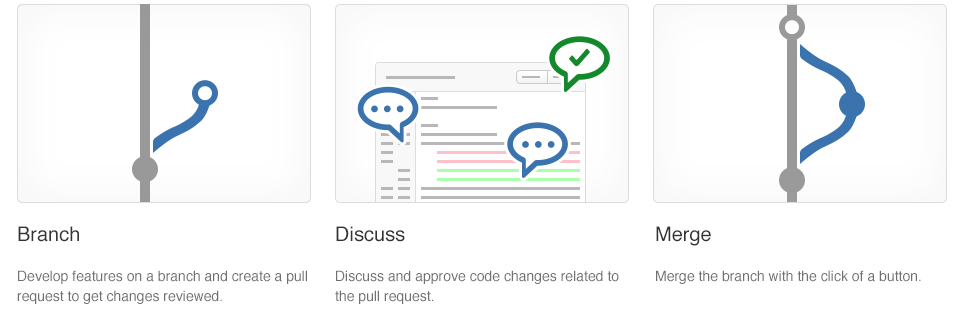 Branch
Develop features on a branch and create a pull
request to get changes reviewed.
Discuss
Discuss and approve code changes related to
the pull request.
Merge
Merge the branch with the click of a button.